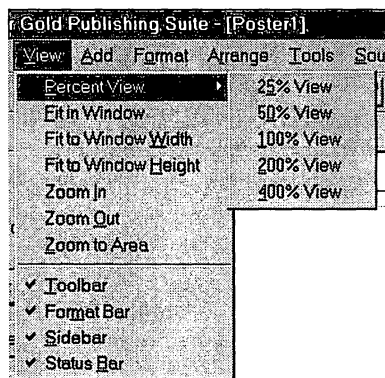 Gold Publishing Suite - [Poster1]
View Add Format Arrange Tools Sou
Percent View
Fit in Window
Fit to Window Width
Fit to Window Height
Zoom In
Zoom Out
Zoom to Area
Toolbar
Format Bar
Sidebar
Status Bar
25% View
50% View
100% View
200% View
400% View